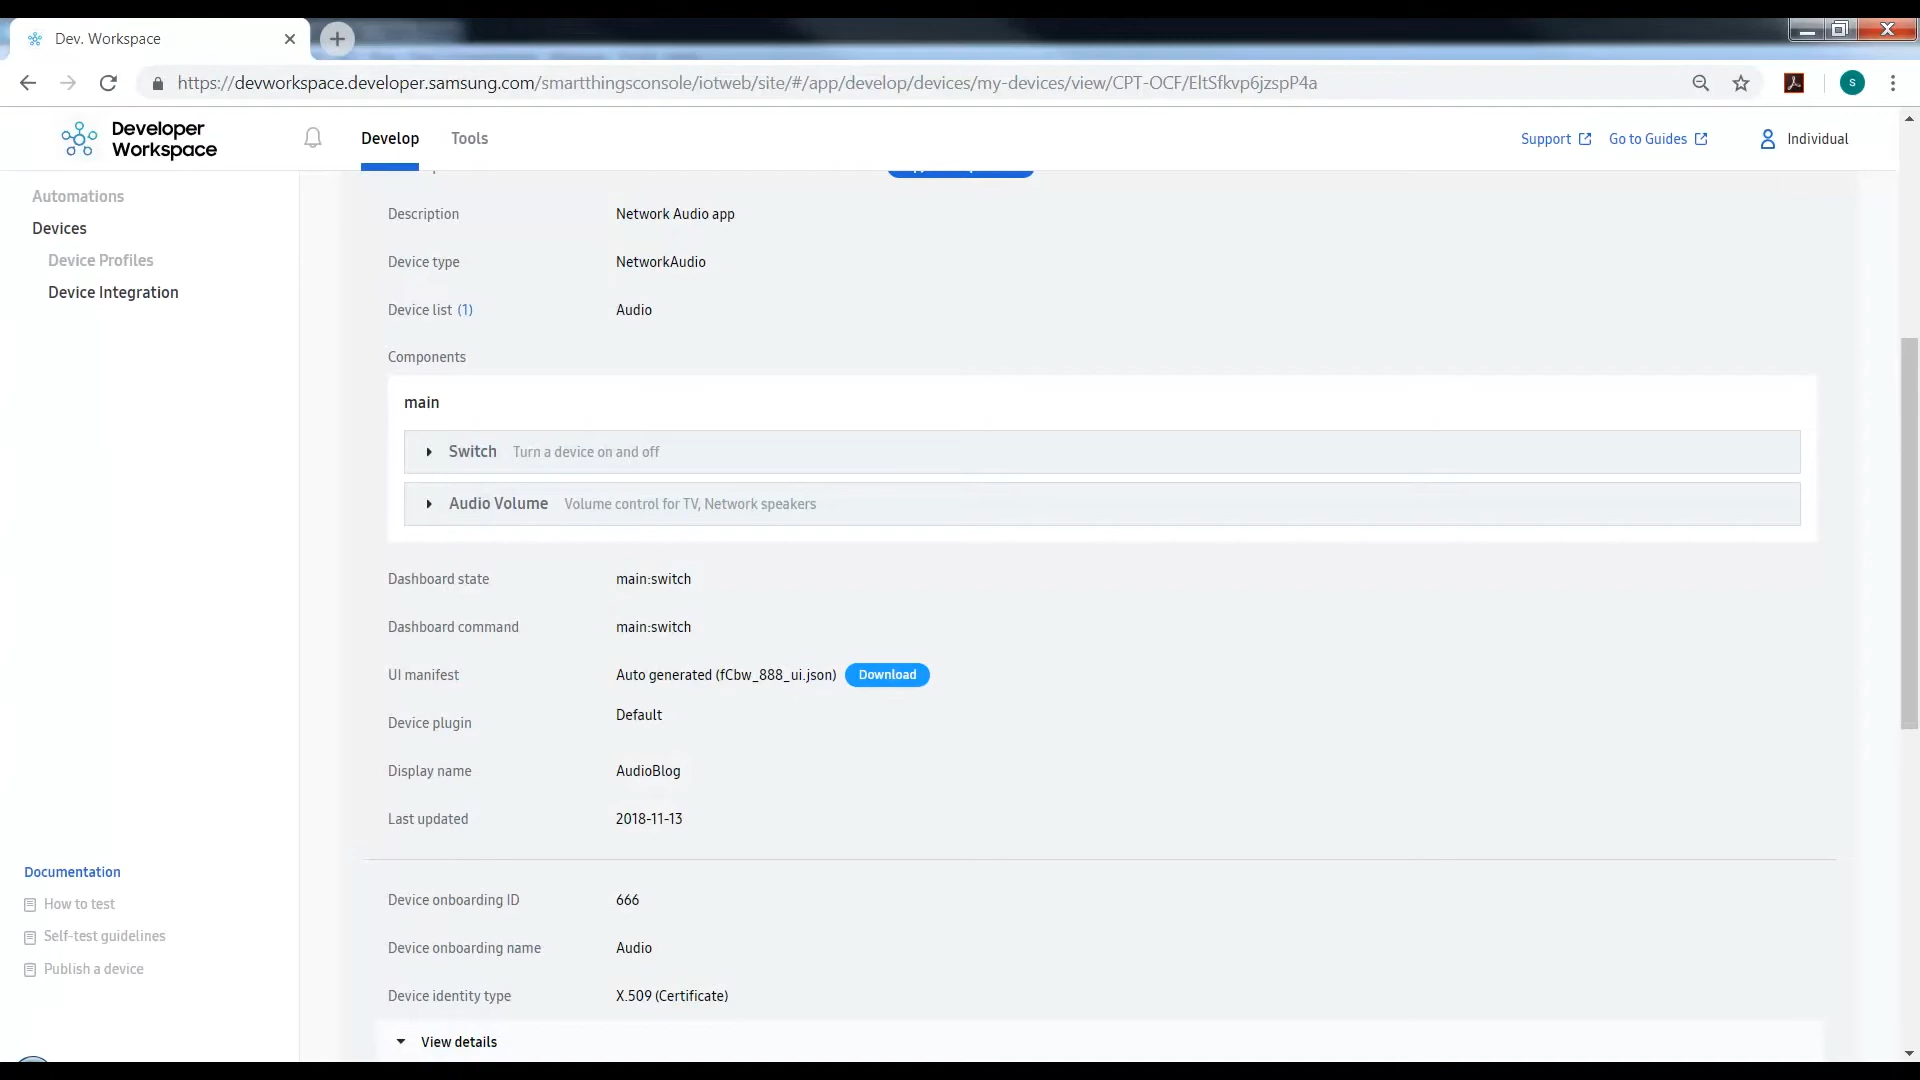 Dev. Workspace
https://devworkspace.developer.samsung.com/smartthingsconsole/iotweb/site/#/app/develop/devices/my-devices/view/CPT-OCF/EltSfkvp6jzspP4a
S
Developer
Workspace
Develop
Tools
Support
Go to Guides
Individual
Automations
Devices
Device Profiles
Device Integration
Documentation
How to test
Self-test guidelines
Publish a device
Description
Network Audio app
Device type
NetworkAudio
Device list (1)
Audio
Components
main
Switch Turn a device on and off
Audio Volume Volume control for TV, Network speakers
Dashboard state
main:switch
Dashboard command
main:switch
UI manifest
Auto generated (fCbw_888_ui.json) Download
Device plugin
Default
Display name
AudioBlog
Last updated
2018-11-13
Device onboarding ID
666
Device onboarding name
Audio
Device identity type
X.509 (Certificate)
View details